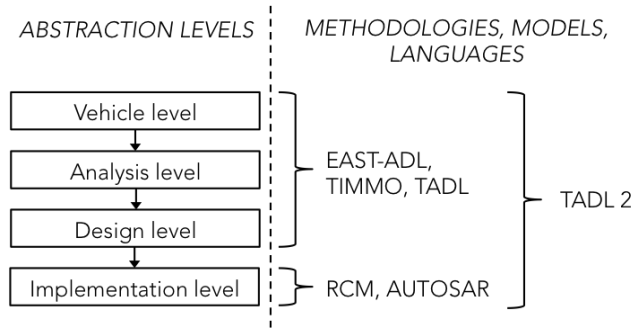 ABSTRACTION LEVELS
METHODOLOGIES, MODELS,
LANGUAGES
Vehicle level
Analysis level
Design level
Implementation level
EAST-ADL,
TIMMO, TADL
RCM, AUTOSAR
TADL 2